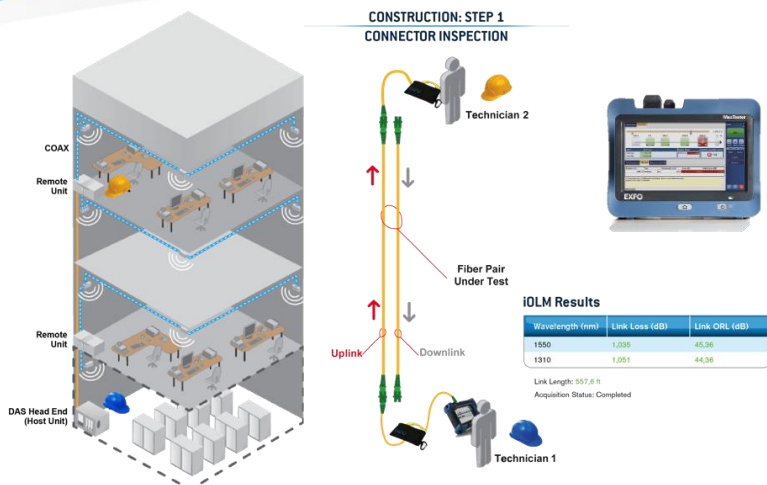 CONSTRUCTION: STEP 1
CONNECTOR INSPECTION
COAX
Remote
Unit
Remote
Unit
DAS Head End
(Host Unit)
Technician 2
Fiber Pair
Under Test
Uplink
Downlink
Technician 1
MaxTester
EXFO
iOLM Results
Wavelength (nm) Link Loss (dB) Link ORL (dB)
1550 1,035 45,36
1310 1,051 44,36
Link Length: 557,6 ft
Acquisition Status: Completed